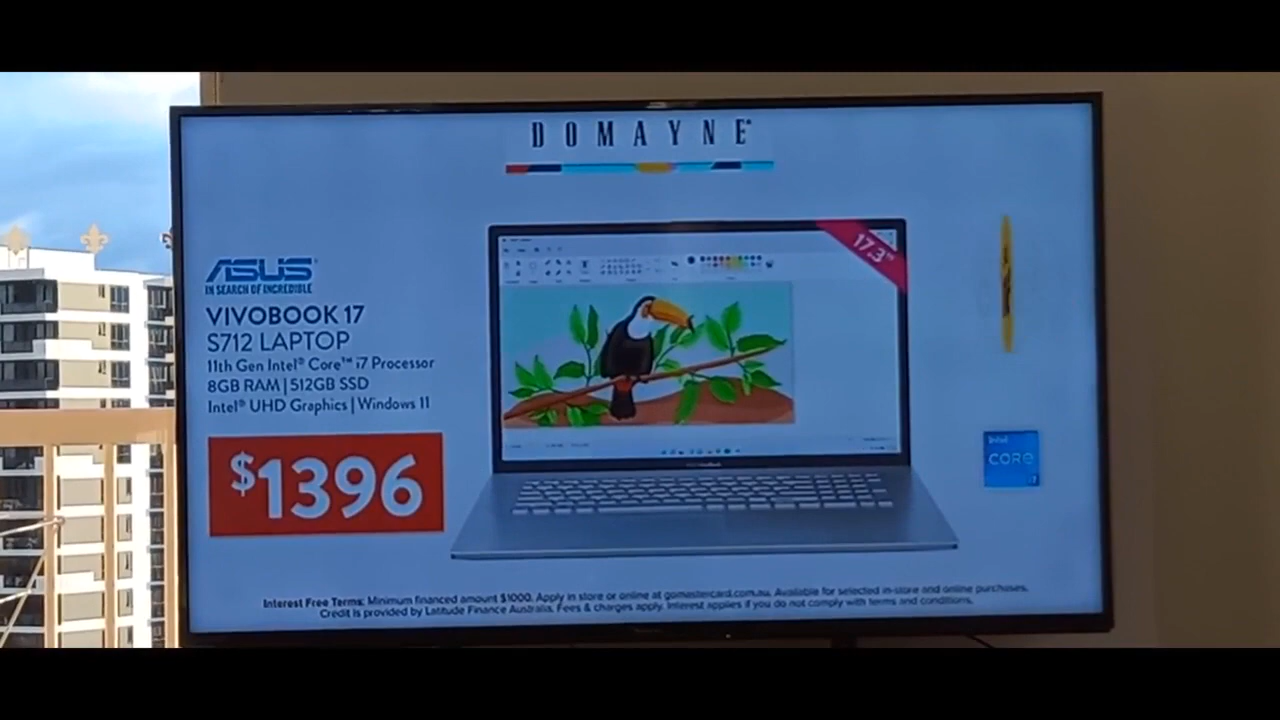 DOMAYNE®
17.3"
ASUS
IN SEARCH OF INCREDIBLE
VIVOBOOK 17
S712 LAPTOP
11th Gen Intel® Core™ i7 Processor
8GB RAM | 512GB SSD
Intel® UHD Graphics | Windows 11
$1396
intel
CORE
i7
Interest Free Terms: Minimum financed amount $1000. Apply in store or online at gomastercard.com.au. Available for selected in-store and online purchases.
Credit is provided by Latitude Finance Australia. Fees & charges apply. Interest applies if you do not comply with terms and conditions.